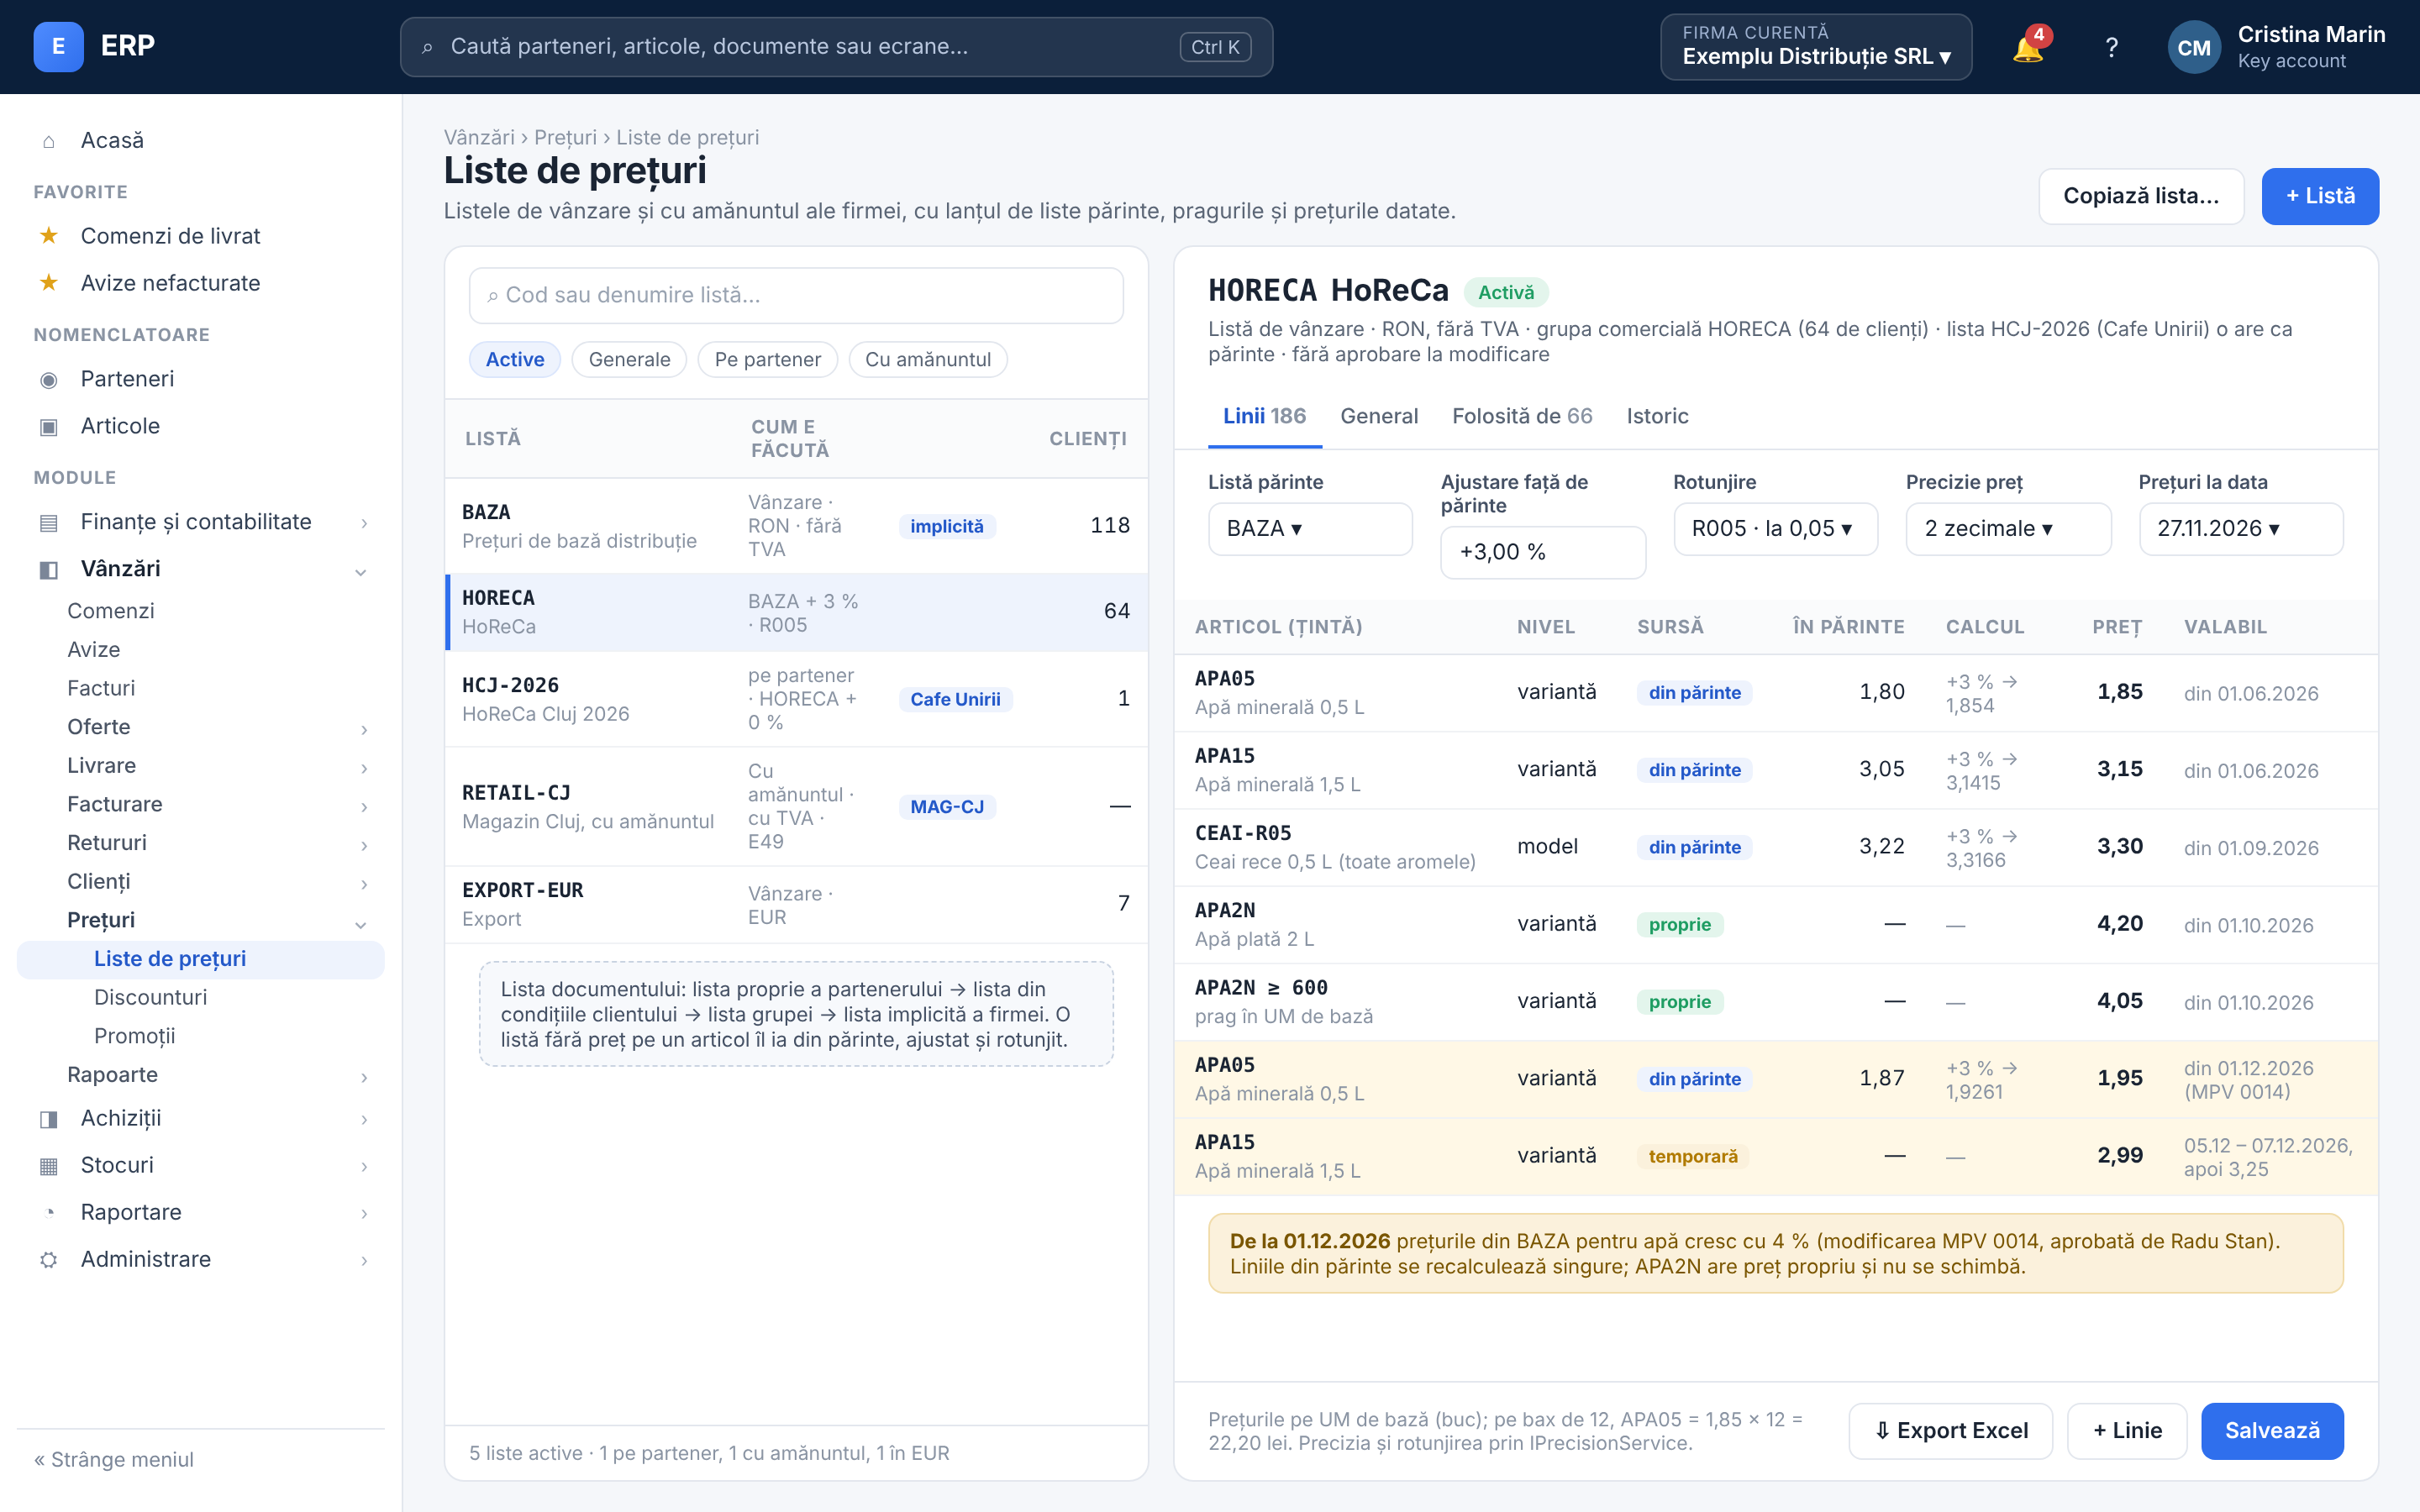 E ERP
Caută parteneri, articole, documente sau ecrane... Ctrl K
FIRMA CURENTĂ
Exemplu Distribuție SRL ▾
4
?
CM
Cristina Marin
Key account
Acasă
FAVORITE
★ Comenzi de livrat
★ Avize nefacturate
NOMENCLATOARE
Parteneri
Articole
MODULE
Finanțe și contabilitate ›
Vânzări
Comenzi
Avize
Facturi
Oferte ›
Livrare ›
Facturare ›
Retururi ›
Clienți ›
Prețuri
Liste de prețuri
Discounturi
Promoții
Rapoarte ›
Achiziții ›
Stocuri ›
Raportare ›
Administrare ›
« Strânge meniul
Vânzări › Prețuri › Liste de prețuri
Liste de prețuri
Listele de vânzare și cu amănuntul ale firmei, cu lanțul de liste părinte, pragurile și prețurile datate.
Copiază lista... + Listă
Cod sau denumire listă...
Active Generale Pe partener Cu amănuntul
LISTĂ CUM E FĂCUTĂ CLIENȚI
BAZA
Prețuri de bază distribuție
Vânzare ·
RON · fără
TVA
implicită 118
HORECA
HoReCa
BAZA + 3 %
· R005
64
HCJ-2026
HoReCa Cluj 2026
pe partener
· HORECA +
0 %
Cafe Unirii 1
RETAIL-CJ
Magazin Cluj, cu amănuntul
Cu
amănuntul ·
cu TVA ·
E49
MAG-CJ —
EXPORT-EUR
Export
Vânzare ·
EUR
7
Lista documentului: lista proprie a partenerului → lista din
condițiile clientului → lista grupei → lista implicită a firmei. O
listă fără preț pe un articol îl ia din părinte, ajustat și rotunjit.
5 liste active · 1 pe partener, 1 cu amănuntul, 1 în EUR
HORECA HoReCa Activă
Listă de vânzare · RON, fără TVA · grupa comercială HORECA (64 de clienți) · lista HCJ-2026 (Cafe Unirii) o are ca
părinte · fără aprobare la modificare
Linii 186 General Folosită de 66 Istoric
Listă părinte
BAZA ▾
Ajustare față de
părinte
+3,00 %
Rotunjire
R005 · la 0,05 ▾
Precizie preț
2 zecimale ▾
Prețuri la data
27.11.2026 ▾
ARTICOL (ȚINTĂ) NIVEL SURSĂ ÎN PĂRINTE CALCUL PREȚ VALABIL
APA05
Apă minerală 0,5 L
variantă din părinte 1,80
+3 % →
1,854
1,85 din 01.06.2026
APA15
Apă minerală 1,5 L
variantă din părinte 3,05
+3 % →
3,1415
3,15 din 01.06.2026
CEAI-R05
Ceai rece 0,5 L (toate aromele)
model din părinte 3,22
+3 % →
3,3166
3,30 din 01.09.2026
APA2N
Apă plată 2 L
variantă proprie — — 4,20 din 01.10.2026
APA2N ≥ 600
prag în UM de bază
variantă proprie — — 4,05 din 01.10.2026
APA05
Apă minerală 0,5 L
variantă din părinte 1,87
+3 % →
1,9261
1,95
din 01.12.2026
(MPV 0014)
APA15
Apă minerală 1,5 L
variantă temporară — — 2,99
05.12 – 07.12.2026,
apoi 3,25
De la 01.12.2026 prețurile din BAZA pentru apă cresc cu 4 % (modificarea MPV 0014, aprobată de Radu Stan).
Liniile din părinte se recalculează singure; APA2N are preț propriu și nu se schimbă.
Prețurile pe UM de bază (buc); pe bax de 12, APA05 = 1,85 × 12 =
22,20 lei. Precizia și rotunjirea prin IPrecisionService.
⇩ Export Excel + Linie Salvează